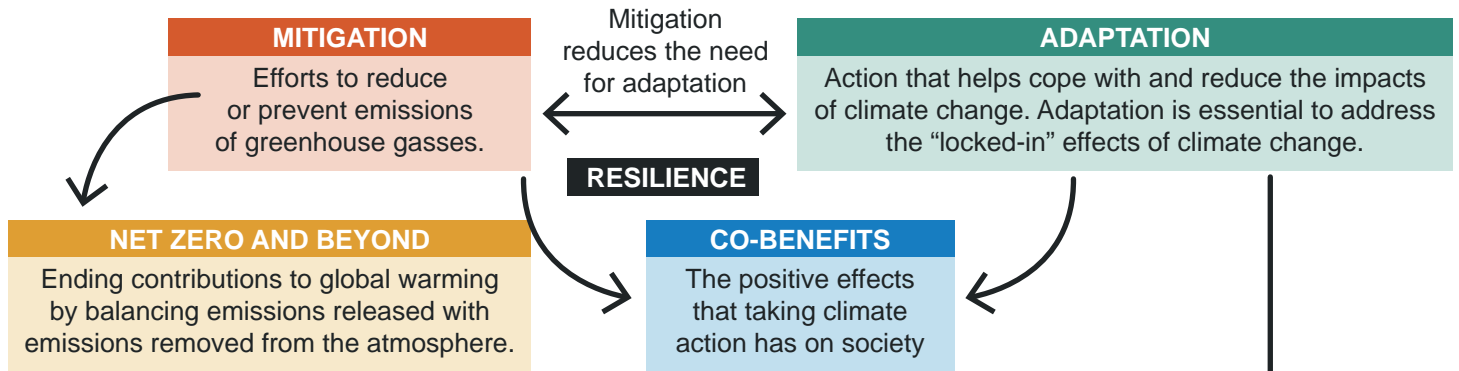 MITIGATION
Efforts to reduce
or prevent emissions
of greenhouse gasses.
Mitigation
reduces the need
for adaptation
ADAPTATION
Action that helps cope with and reduce the impacts
of climate change. Adaptation is essential to address
the “locked-in” effects of climate change.
RESILIENCE
NET ZERO AND BEYOND
Ending contributions to global warming
by balancing emissions released with
emissions removed from the atmosphere.
CO-BENEFITS
The positive effects
that taking climate
action has on society